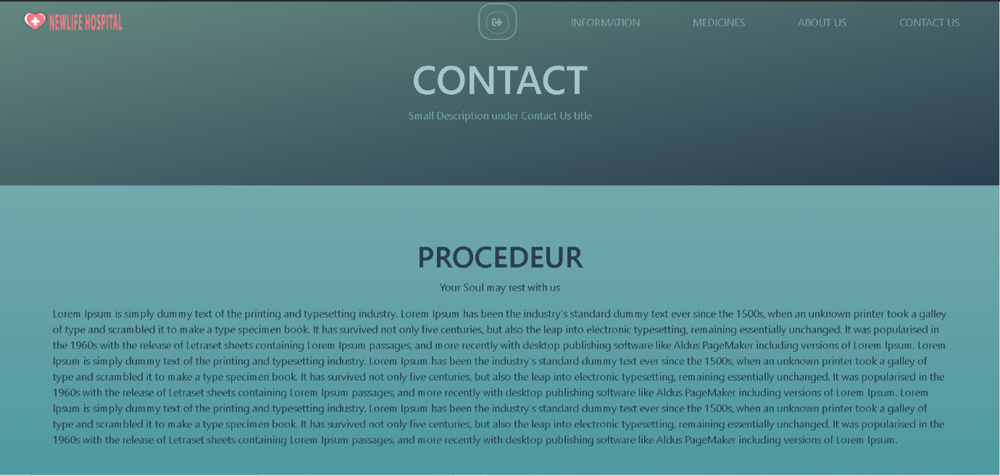 NEWLIFE HOSPITAL
INFORMATION MEDICINES ABOUT US CONTACT US
CONTACT
Small Description under Contact Us title
PROCEDEUR
Your Soul may rest with us
Lorem Ipsum is simply dummy text of the printing and typesetting industry. Lorem Ipsum has been the industry's standard dummy text ever since the 1500s, when an unknown printer took a galley
of type and scrambled it to make a type specimen book. It has survived not only five centuries, but also the leap into electronic typesetting, remaining essentially unchanged. It was popularised in
the 1960s with the release of Letraset sheets containing Lorem Ipsum passages, and more recently with desktop publishing software like Aldus PageMaker including versions of Lorem Ipsum. Lorem
Ipsum is simply dummy text of the printing and typesetting industry. Lorem Ipsum has been the industry's standard dummy text ever since the 1500s, when an unknown printer took a galley of
type and scrambled it to make a type specimen book. It has survived not only five centuries, but also the leap into electronic typesetting, remaining essentially unchanged. It was popularised in the
1960s with the release of Letraset sheets containing Lorem Ipsum passages, and more recently with desktop publishing software like Aldus PageMaker including versions of Lorem Ipsum. Lorem
Ipsum is simply dummy text of the printing and typesetting industry. Lorem Ipsum has been the industry's standard dummy text ever since the 1500s, when an unknown printer took a galley of
type and scrambled it to make a type specimen book. It has survived not only five centuries, but also the leap into electronic typesetting, remaining essentially unchanged. It was popularised in the
1960s with the release of Letraset sheets containing Lorem Ipsum passages, and more recently with desktop publishing software like Aldus PageMaker including versions of Lorem Ipsum.